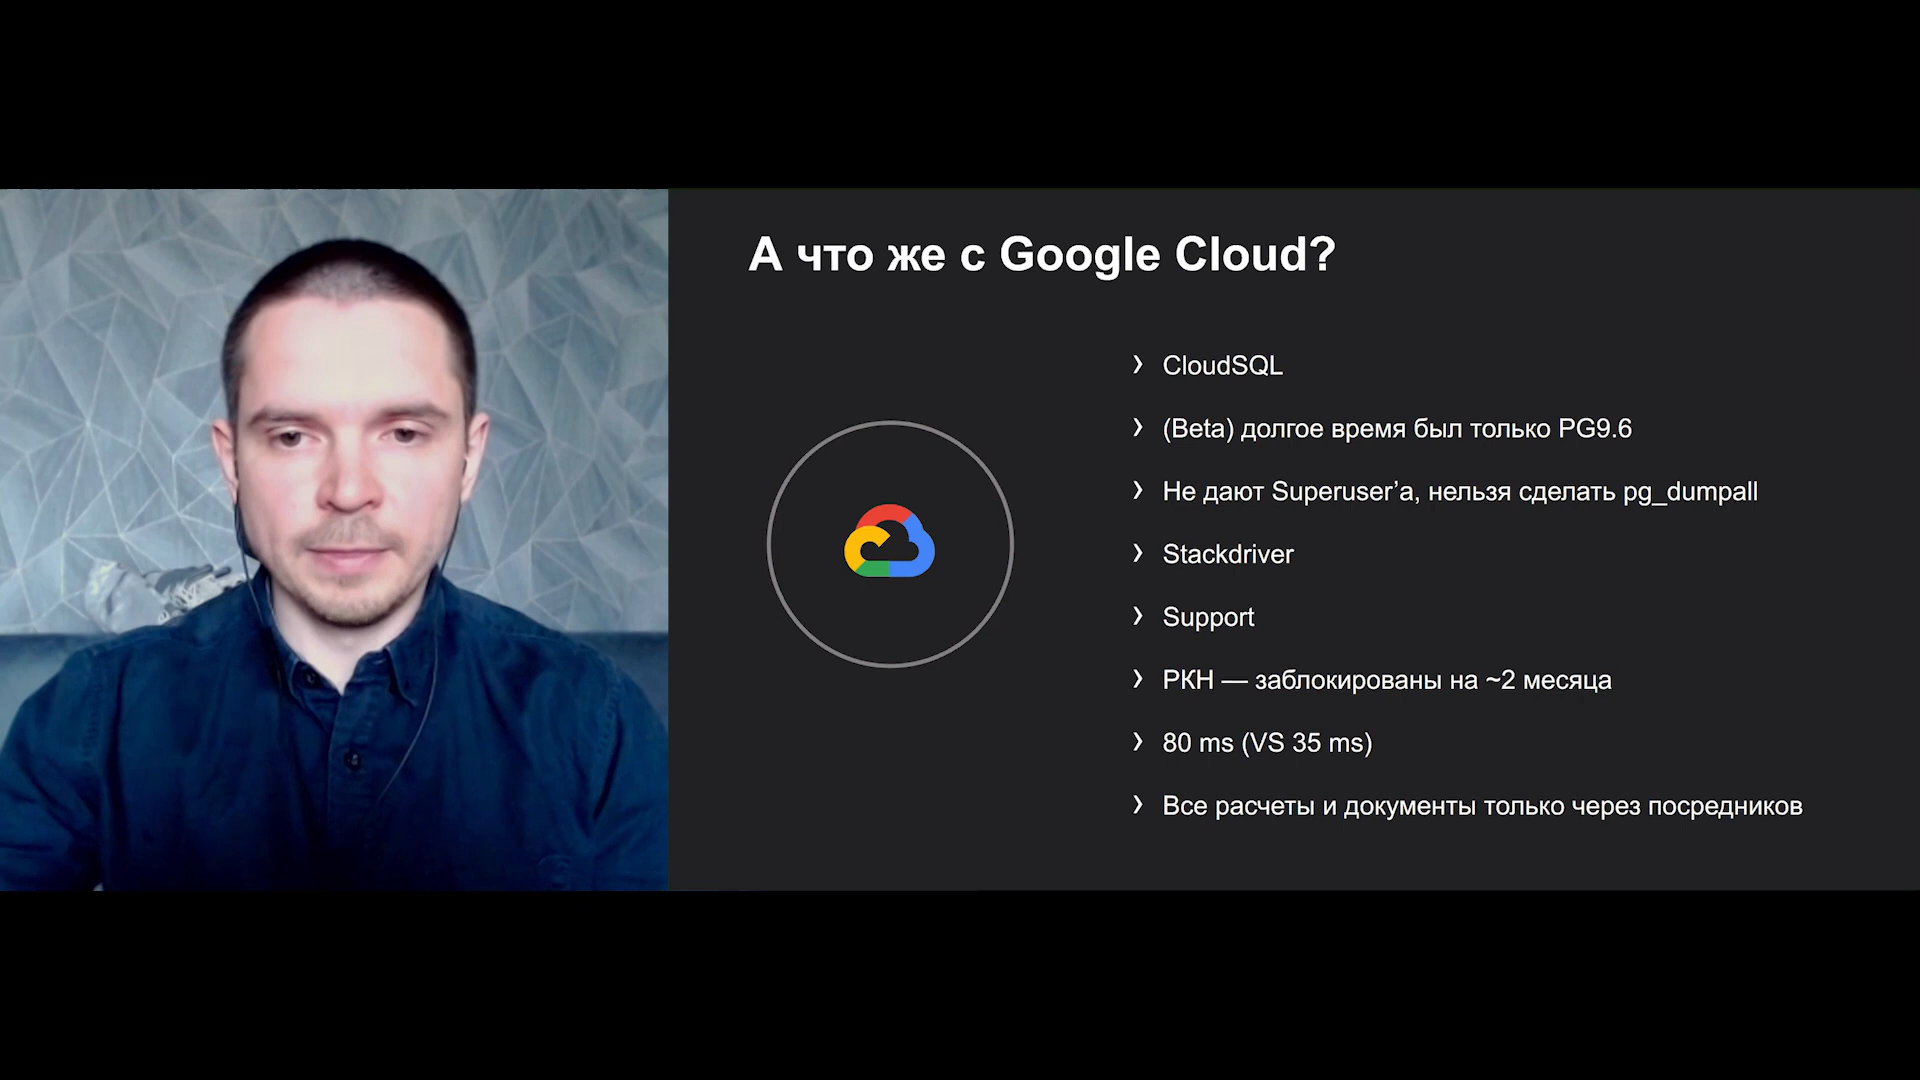 А что же с Google Cloud?
CloudSQL
(Beta) долгое время был только PG9.6
Не дают Superuser’а, нельзя сделать pg_dumpall
Stackdriver
Support
РКН — заблокированы на ~2 месяца
80 ms (VS 35 ms)
Все расчеты и документы только через посредников